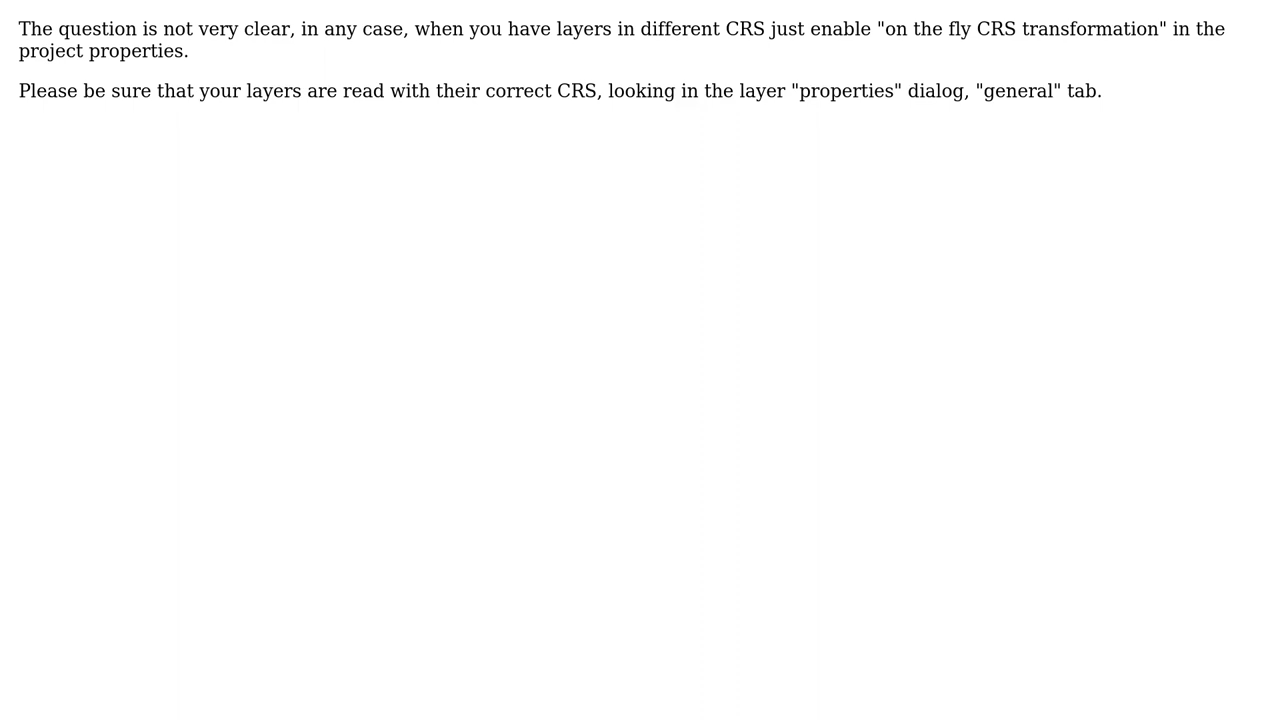 The question is not very clear, in any case, when you have layers in different CRS just enable "on the fly CRS transformation" in the
project properties.
Please be sure that your layers are read with their correct CRS, looking in the layer "properties" dialog, "general" tab.